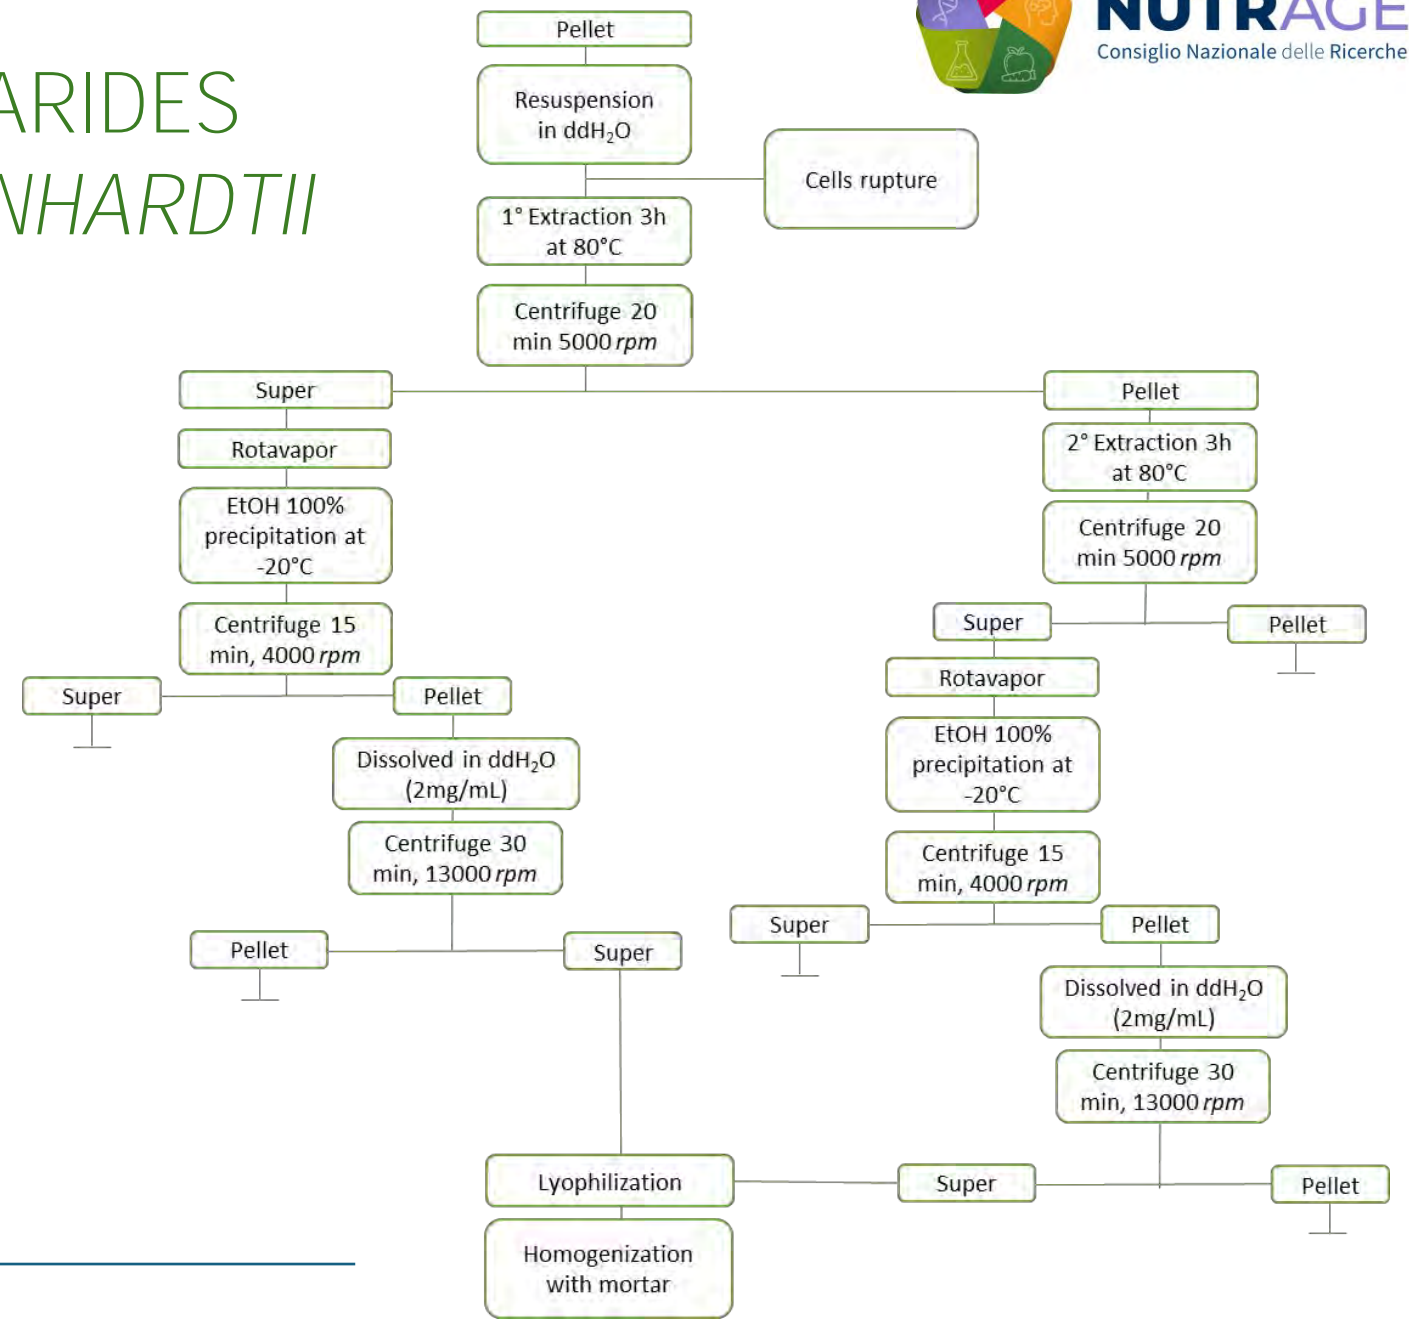 NUTRAGE
Consiglio Nazionale delle Ricerche
ARIDES
NHARDTII
Pellet
Resuspension
in ddH₂O
Cells rupture
1° Extraction 3h
at 80°C
Centrifuge 20
min 5000 rpm
Super
Pellet
Rotavapor
2° Extraction 3h
at 80°C
EtOH 100%
precipitation at
-20°C
Centrifuge 20
min 5000 rpm
Centrifuge 15
min, 4000 rpm
Super
Pellet
Super
Pellet
Rotavapor
Dissolved in ddH₂O
(2mg/mL)
EtOH 100%
precipitation at
-20°C
Centrifuge 30
min, 13000 rpm
Centrifuge 15
min, 4000 rpm
Pellet
Super
Super
Pellet
Dissolved in ddH₂O
(2mg/mL)
Centrifuge 30
min, 13000 rpm
Lyophilization
Super
Pellet
Homogenization
with mortar